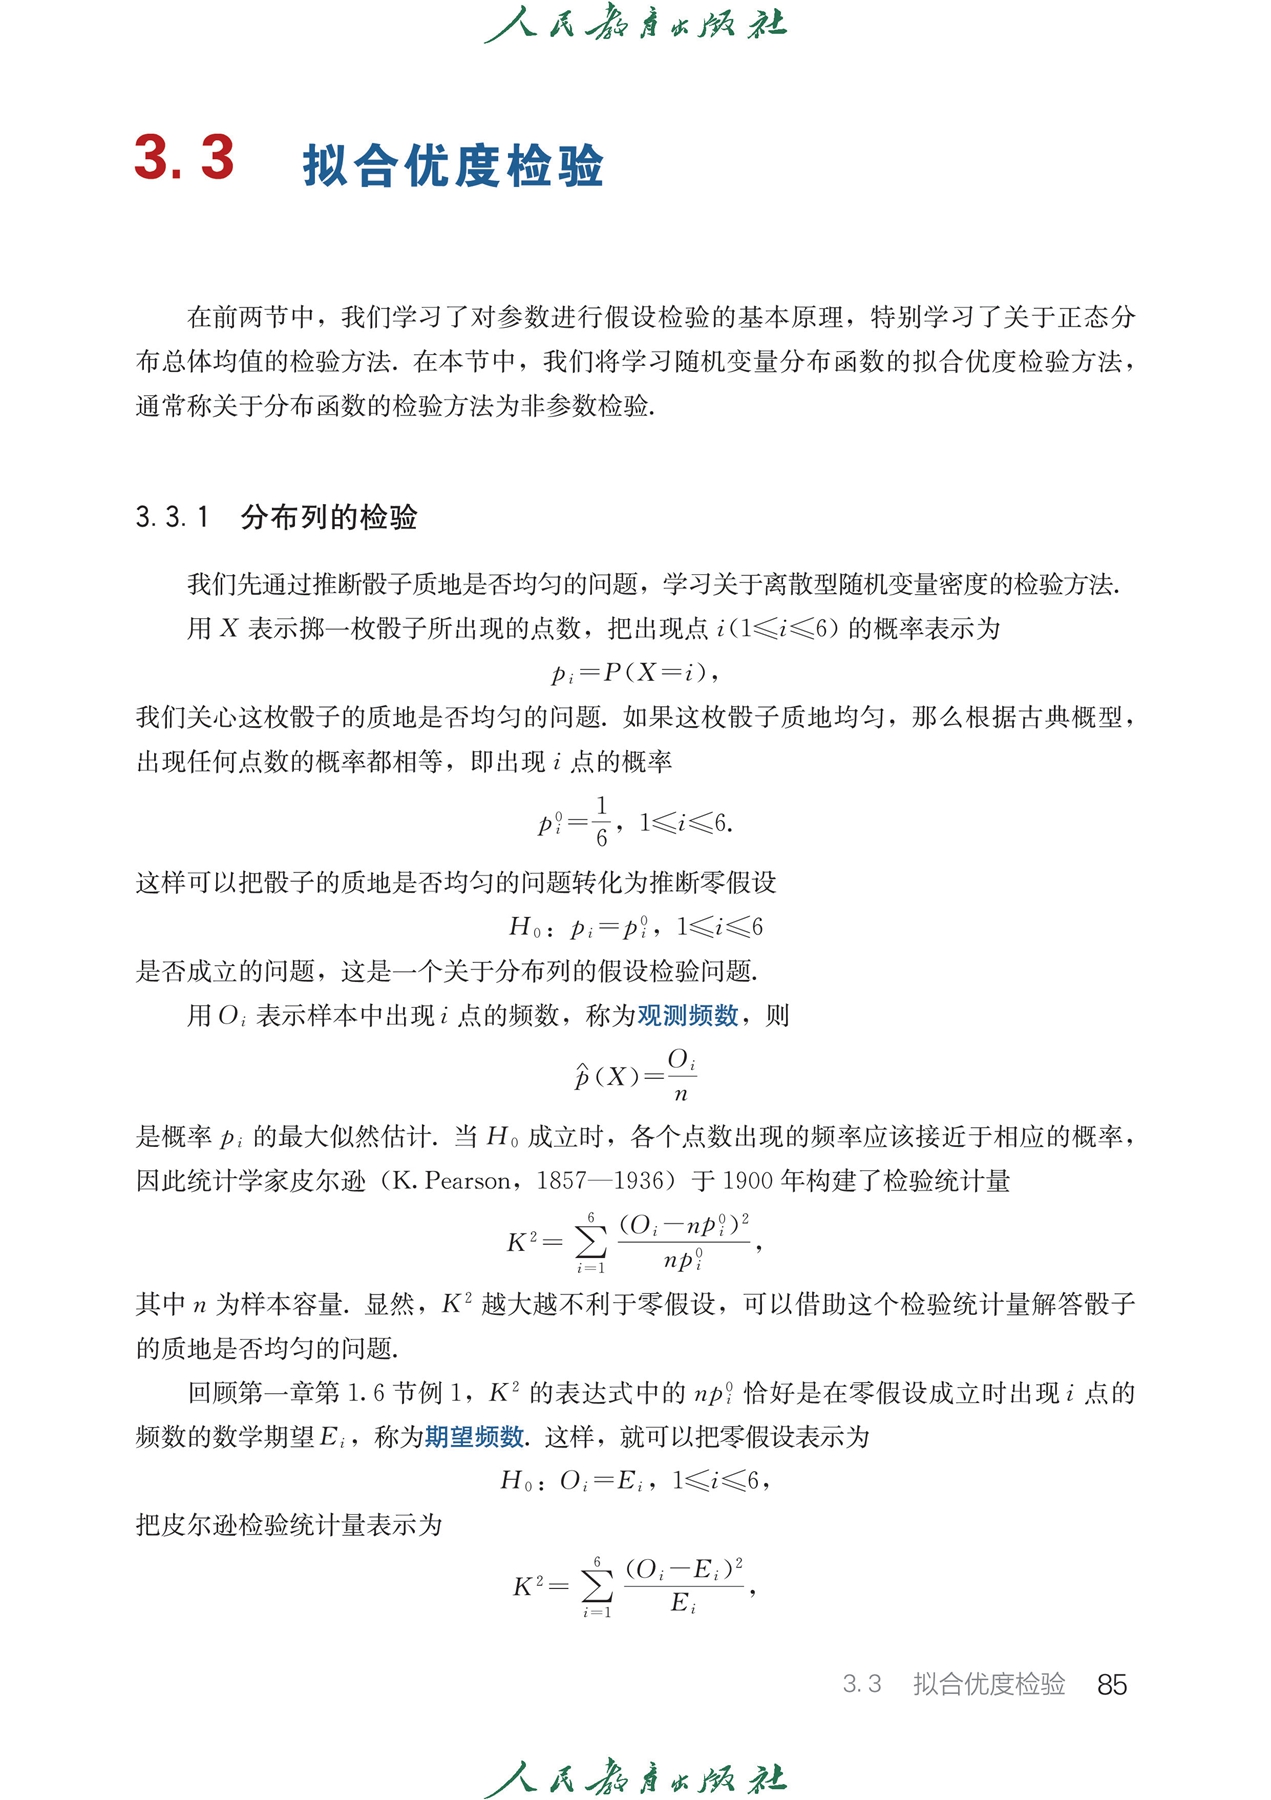 人民教育出版社
3.3 拟合优度检验
在前两节中，我们学习了对参数进行假设检验的基本原理，特别学习了关于正态分
布总体均值的检验方法. 在本节中，我们将学习随机变量分布函数的拟合优度检验方法，
通常称关于分布函数的检验方法为非参数检验.
3.3.1 分布列的检验
我们先通过推断骰子质地是否均匀的问题，学习关于离散型随机变量密度的检验方法.
用 X 表示掷一枚骰子所出现的点数，把出现点 i(1⩽i⩽6) 的概率表示为
p_i=P(X=i)，
我们关心这枚骰子的质地是否均匀的问题. 如果这枚骰子质地均匀，那么根据古典概型，
出现任何点数的概率都相等，即出现 i 点的概率
p_i^0=1/6，1⩽i⩽6.
这样可以把骰子的质地是否均匀的问题转化为推断零假设
H_0：p_i=p_i^0，1⩽i⩽6
是否成立的问题，这是一个关于分布列的假设检验问题.
用 O_i 表示样本中出现 i 点的频数，称为观测频数，则
p̂(X)=O_i/n
是概率 p_i 的最大似然估计. 当 H_0 成立时，各个点数出现的频率应该接近于相应的概率，
因此统计学家皮尔逊（K. Pearson，1857—1936）于 1900 年构建了检验统计量
K²=∑_{i=1}^{6} (O_i−np_i^0)²/np_i^0，
其中 n 为样本容量. 显然，K² 越大越不利于零假设，可以借助这个检验统计量解答骰子
的质地是否均匀的问题.
回顾第一章第 1.6 节例 1，K² 的表达式中的 np_i^0 恰好是在零假设成立时出现 i 点的
频数的数学期望 E_i，称为期望频数. 这样，就可以把零假设表示为
H_0：O_i=E_i，1⩽i⩽6，
把皮尔逊检验统计量表示为
K²=∑_{i=1}^{6} (O_i−E_i)²/E_i，
3.3 拟合优度检验 85
人民教育出版社